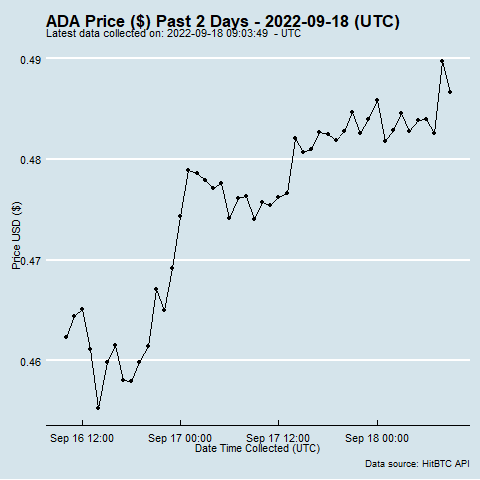 ADA Price ($) Past 2 Days - 2022-09-18 (UTC)
Latest data collected on: 2022-09-18 09:03:49 - UTC
0.49
0.48
0.47
0.46
Price USD ($)
Sep 16 12:00 Sep 17 00:00 Sep 17 12:00 Sep 18 00:00
Date Time Collected (UTC)
Data source: HitBTC API